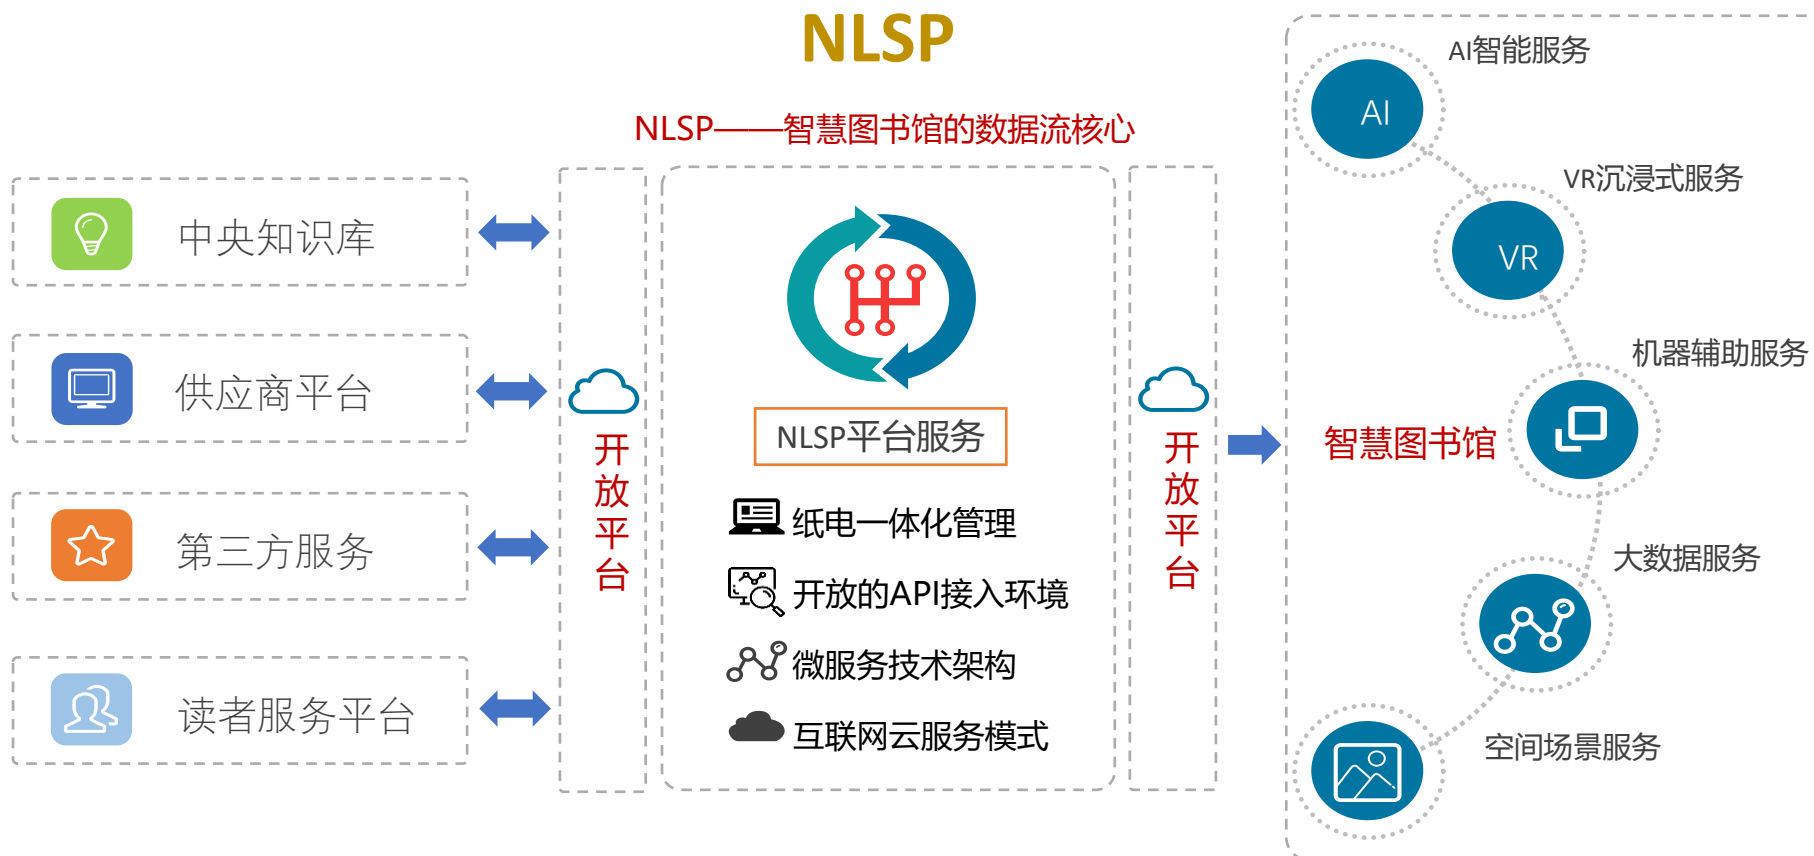 NLSP
NLSP——智慧图书馆的数据流核心
中央知识库
供应商平台
第三方服务
读者服务平台
开放平台
NLSP平台服务
纸电一体化管理
开放的API接入环境
微服务技术架构
互联网云服务模式
开放平台
智慧图书馆
AI智能服务
AI
VR沉浸式服务
VR
机器辅助服务
大数据服务
空间场景服务